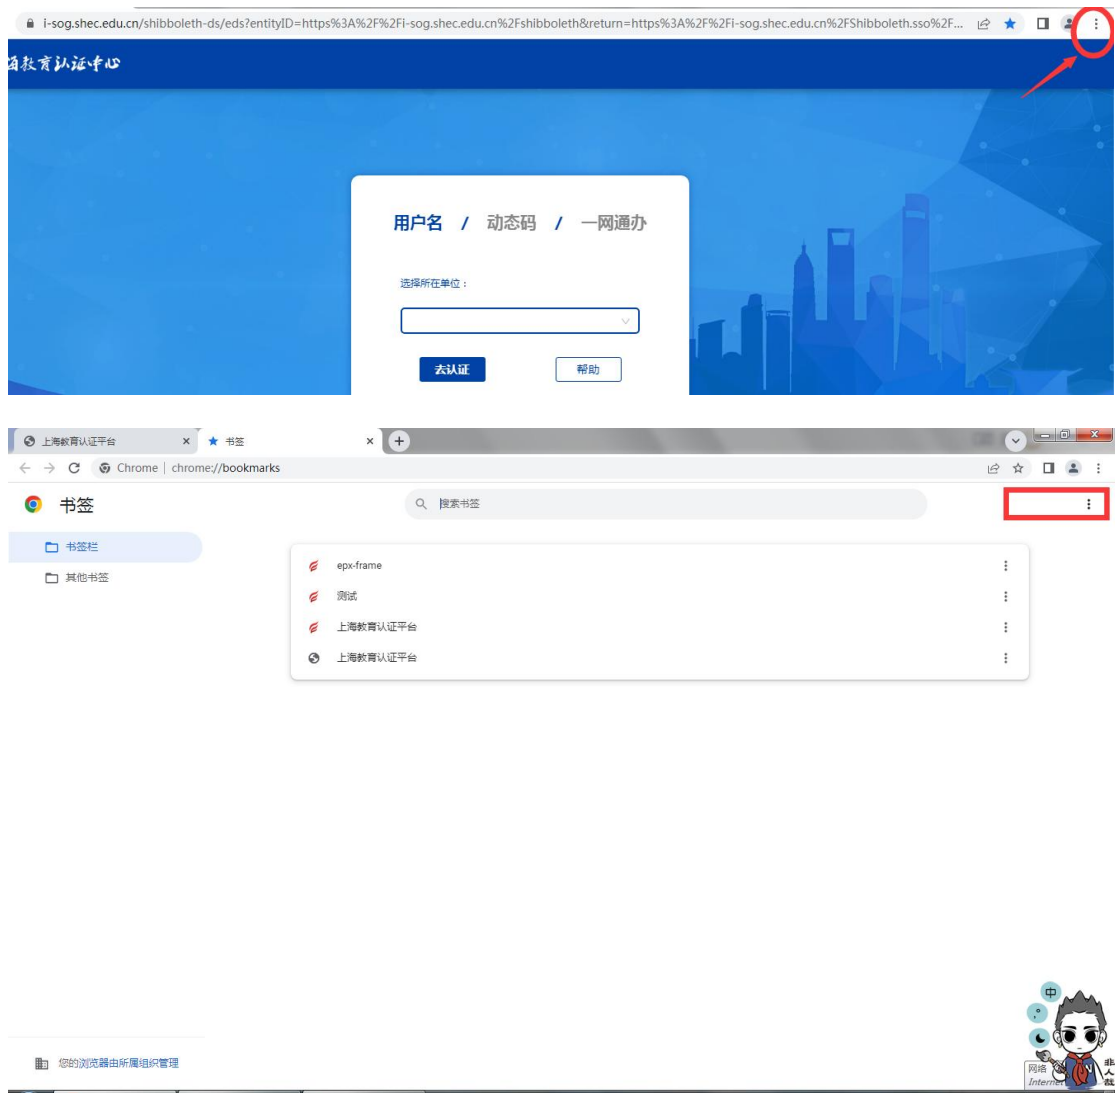 i-sog.shec.edu.cn/shibboleth-ds/eds?entityID=https%3A%2F%2Fi-sog.shec.edu.cn%2Fshibboleth&return=https%3A%2F%2Fi-sog.shec.edu.cn%2FShibboleth.sso%2F...
海教育认证中心
用户名 / 动态码 / 一网通办
选择所在单位：
去认证 帮助
上海教育认证平台 书签
Chrome | chrome://bookmarks
书签 搜索书签
书签栏
其他书签
epx-frame
测试
上海教育认证平台
上海教育认证平台
中
您的浏览器由所属组织管理
网络
Internet
非人哉